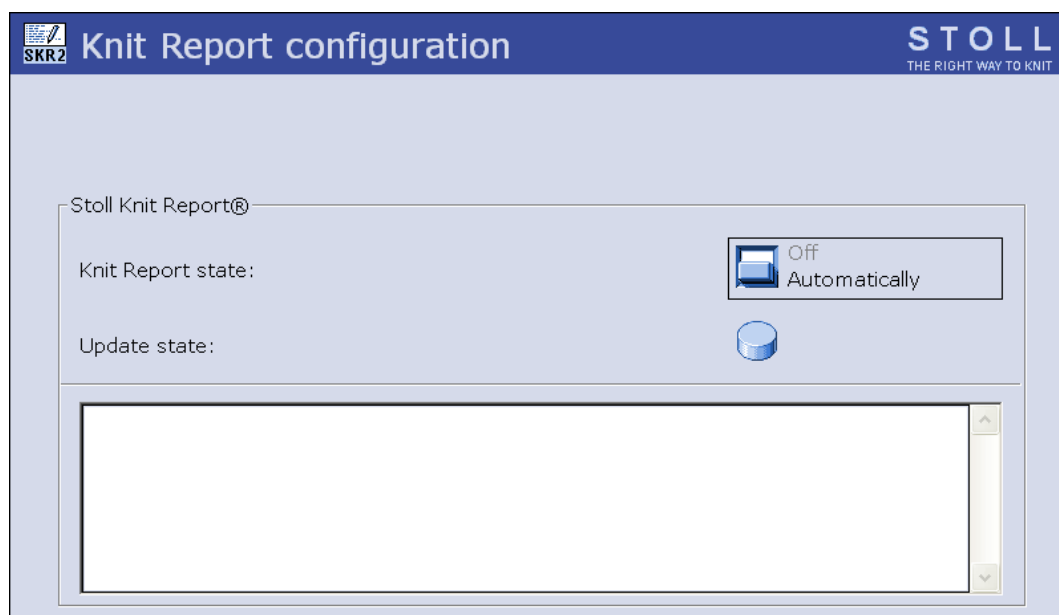 SKR2
Knit Report configuration
STOLL
THE RIGHT WAY TO KNIT
Stoll Knit Report®
Knit Report state:
Off
Automatically
Update state: